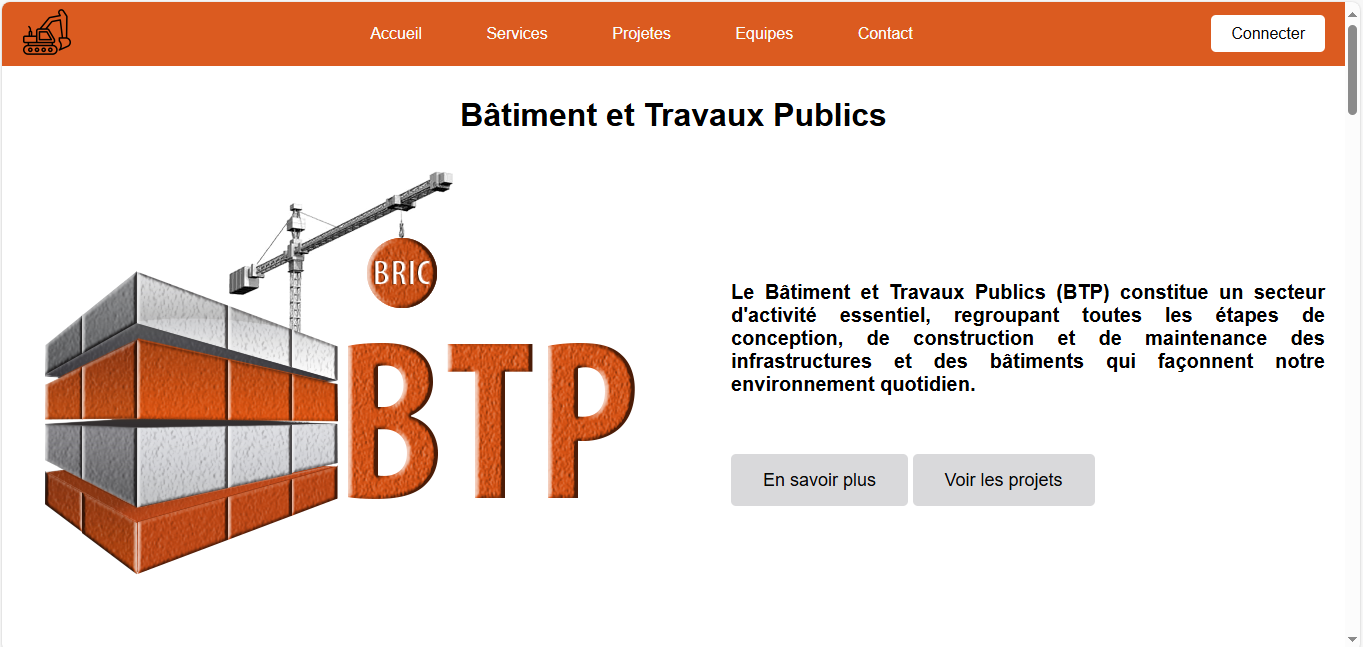 Accueil Services Projetes Equipes Contact Connecter
Bâtiment et Travaux Publics
BRIC
BTP
Le Bâtiment et Travaux Publics (BTP) constitue un secteur
d'activité essentiel, regroupant toutes les étapes de
conception, de construction et de maintenance des
infrastructures et des bâtiments qui façonnent notre
environnement quotidien.
En savoir plus Voir les projets